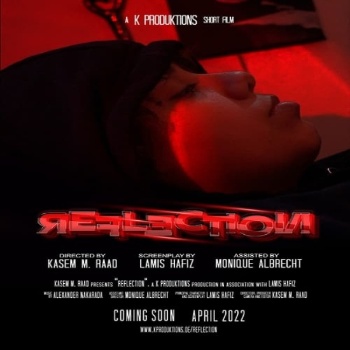 A K PRODUKTIONS SHORT FILM
REFLECTION
DIRECTED BY
KASEM M. RAAD
SCREENPLAY BY
LAMIS HAFIZ
ASSISTED BY
MONIQUE ALBRECHT
KASEM M. RAAD PRESENTS "REFLECTION". A K PRODUKTIONS PRODUCTION IN ASSOCIATION WITH LAMIS HAFIZ
ALEXANDER NAKARADA MONIQUE ALBRECHT LAMIS HAFIZ KASEM M. RAAD
COMING SOON APRIL 2022
WWW.KPRODUKTIONS.DE/REFLECTION